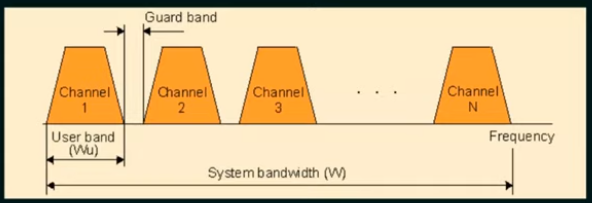 Guard band
Channel
1
Channel
2
Channel
3
. . .
Channel
N
User band
(Wu)
Frequency
System bandwidth (W)